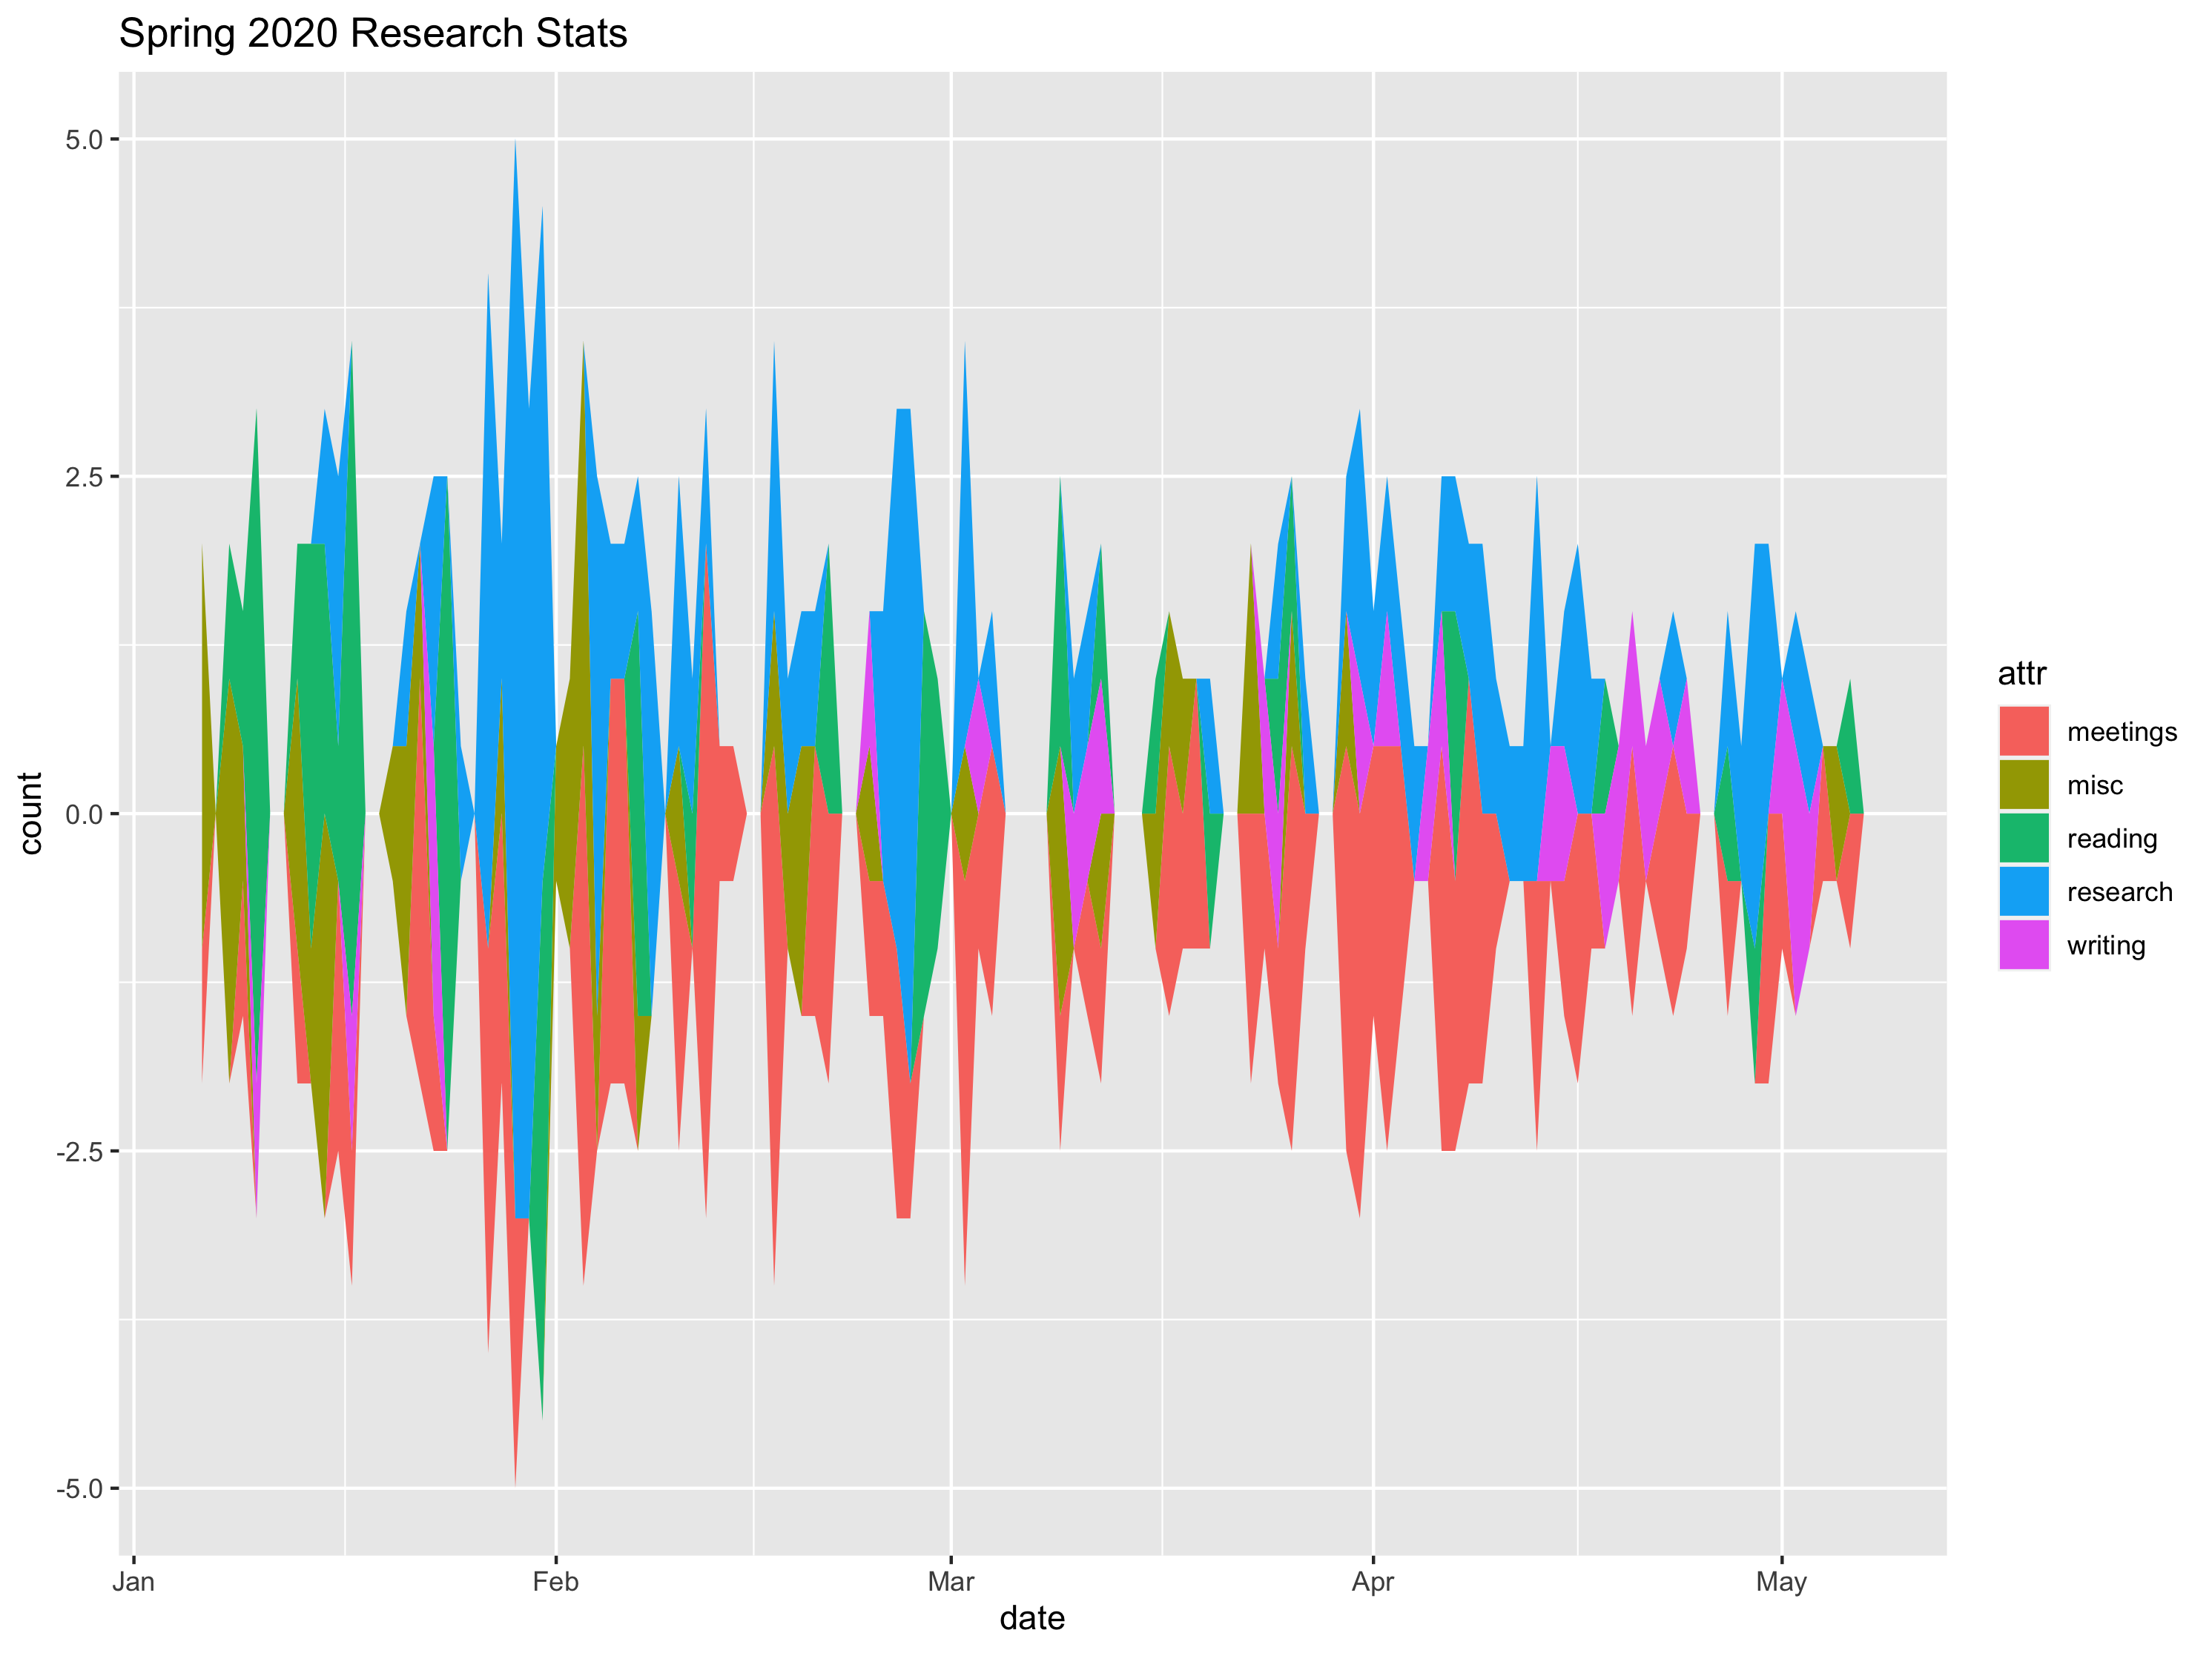 Spring 2020 Research Stats
5.0
2.5
0.0
-2.5
-5.0
count
Jan
Feb
Mar
Apr
May
date
attr
meetings
misc
reading
research
writing